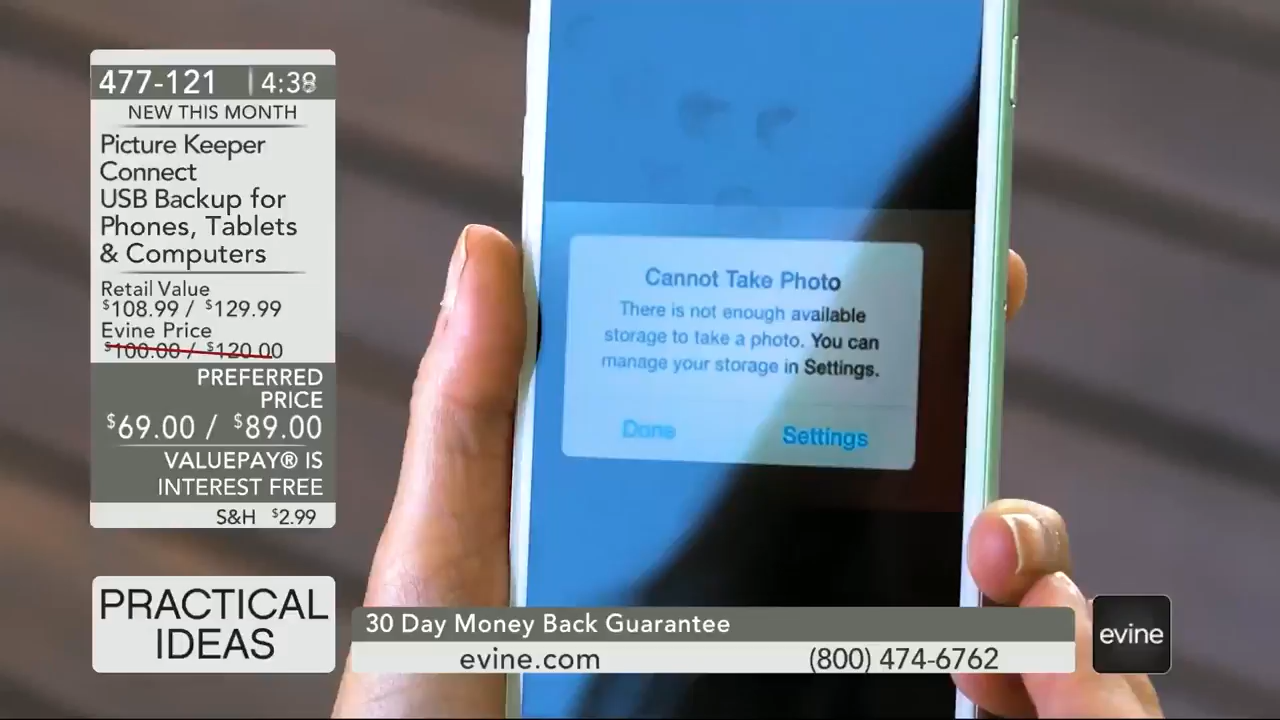 477-121 | 4:38
NEW THIS MONTH
Picture Keeper
Connect
USB Backup for
Phones, Tablets
& Computers
Retail Value
$108.99 / $129.99
Evine Price
$100.00 / $120.00
PREFERRED
PRICE
$69.00 / $89.00
VALUEPAY® IS
INTEREST FREE
S&H $2.99
PRACTICAL
IDEAS
Cannot Take Photo
There is not enough available
storage to take a photo. You can
manage your storage in Settings.
Done Settings
30 Day Money Back Guarantee
evine.com (800) 474-6762
evine